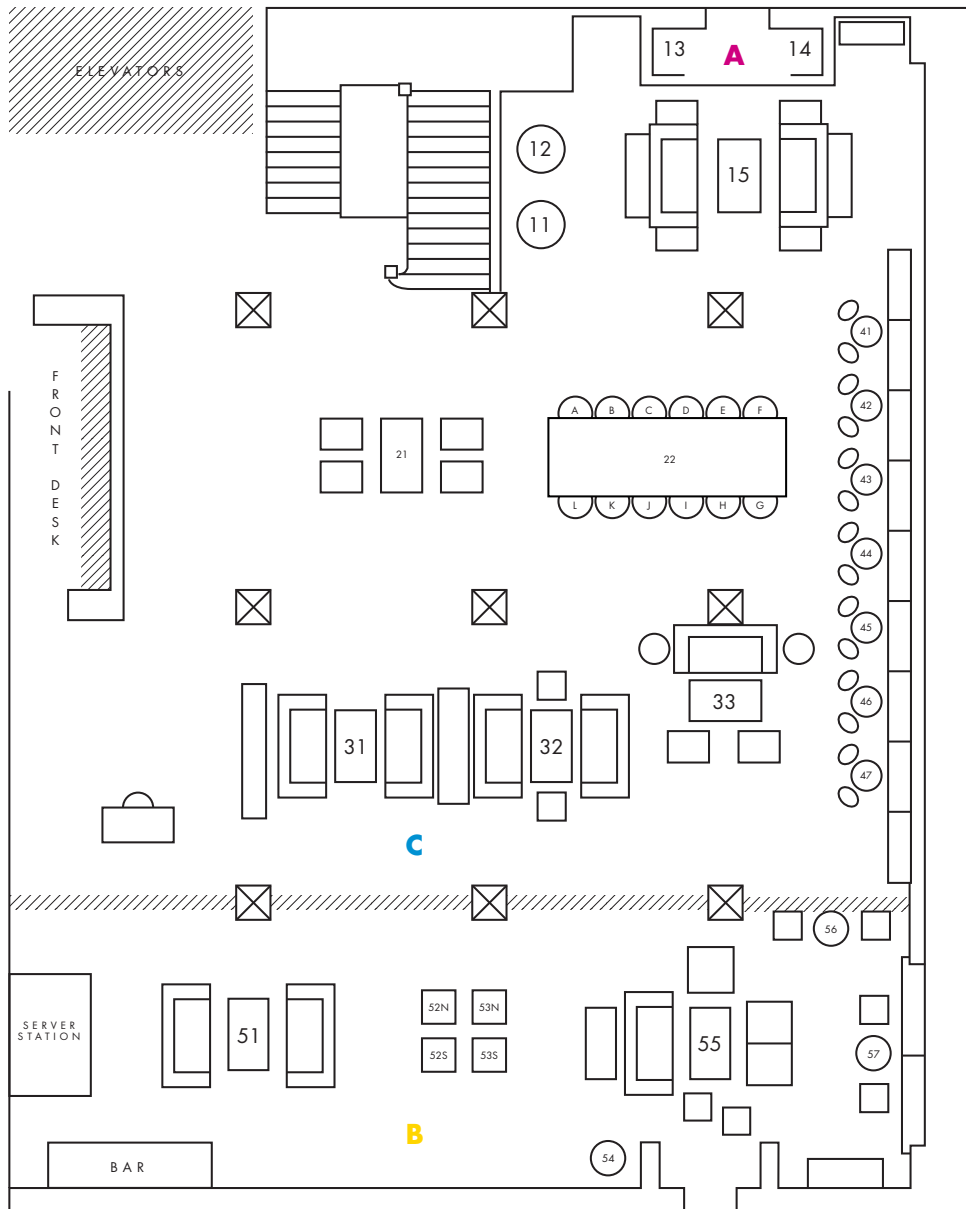 ELEVATORS
13
A
14
12
15
11
41
FRONT DESK
A B C D E F
42
21
22
43
L K J I H G
44
45
46
33
31
32
47
C
56
52N
53N
SERVER
STATION
51
55
57
52S
53S
B
54
BAR